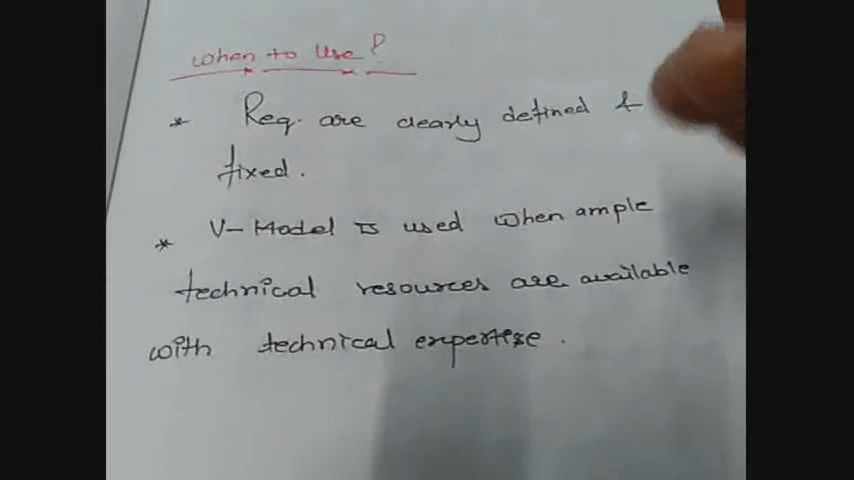 When to Use?
* Req. are clearly defined &
fixed.
* V-Model is used when ample
technical resources are available
with technical expertise.